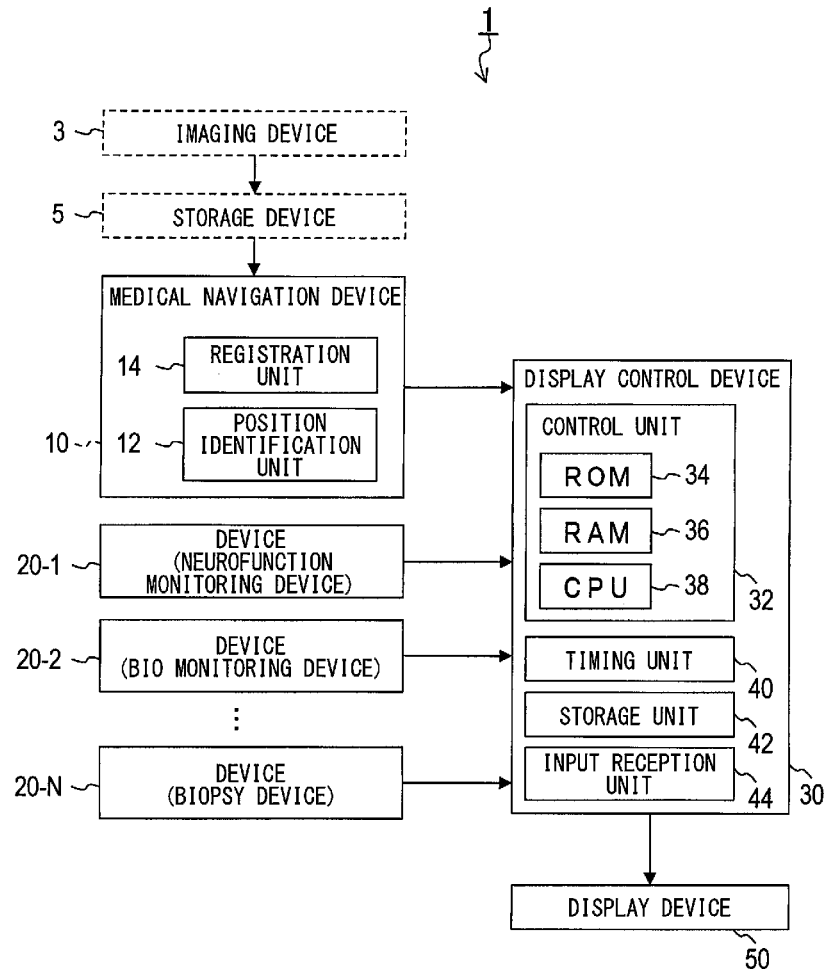 1
3
IMAGING DEVICE
5
STORAGE DEVICE
MEDICAL NAVIGATION DEVICE
14
REGISTRATION
UNIT
10
12
POSITION
IDENTIFICATION
UNIT
DISPLAY CONTROL DEVICE
CONTROL UNIT
ROM
34
RAM
36
CPU
38
32
20-1
DEVICE
(NEUROFUNCTION
MONITORING DEVICE)
20-2
DEVICE
(BIO MONITORING DEVICE)
⋮
20-N
DEVICE
(BIOPSY DEVICE)
TIMING UNIT
40
STORAGE UNIT
42
INPUT RECEPTION
UNIT
44
30
DISPLAY DEVICE
50